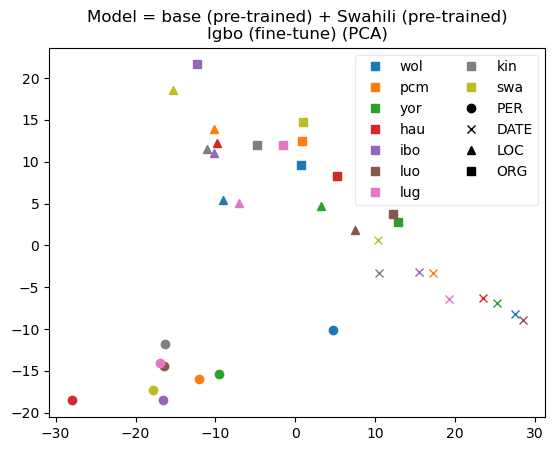 Model = base (pre-trained) + Swahili (pre-trained)
Igbo (fine-tune) (PCA)
wol
pcm
yor
hau
ibo
luo
lug
kin
swa
PER
DATE
LOC
ORG
20
15
10
5
0
−5
−10
−15
−20
−30
−20
−10
0
10
20
30